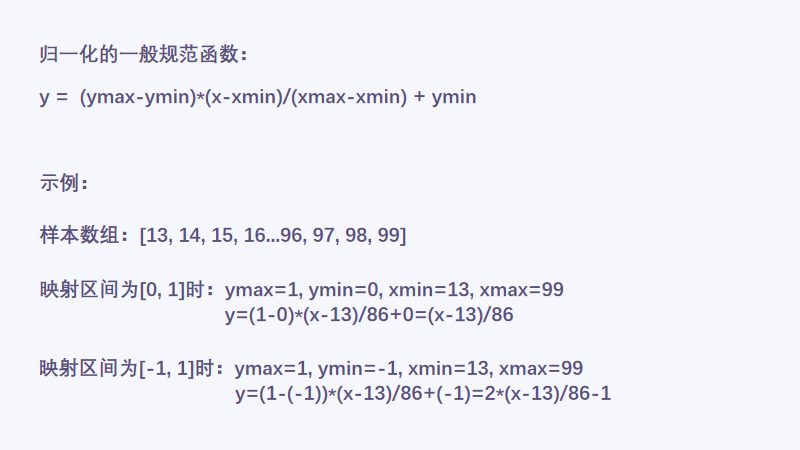 归一化的一般规范函数：
y = (ymax-ymin)*(x-xmin)/(xmax-xmin) + ymin
示例：
样本数组：[13, 14, 15, 16...96, 97, 98, 99]
映射区间为[0, 1]时：ymax=1, ymin=0, xmin=13, xmax=99
y=(1-0)*(x-13)/86+0=(x-13)/86
映射区间为[-1, 1]时：ymax=1, ymin=-1, xmin=13, xmax=99
y=(1-(-1))*(x-13)/86+(-1)=2*(x-13)/86-1